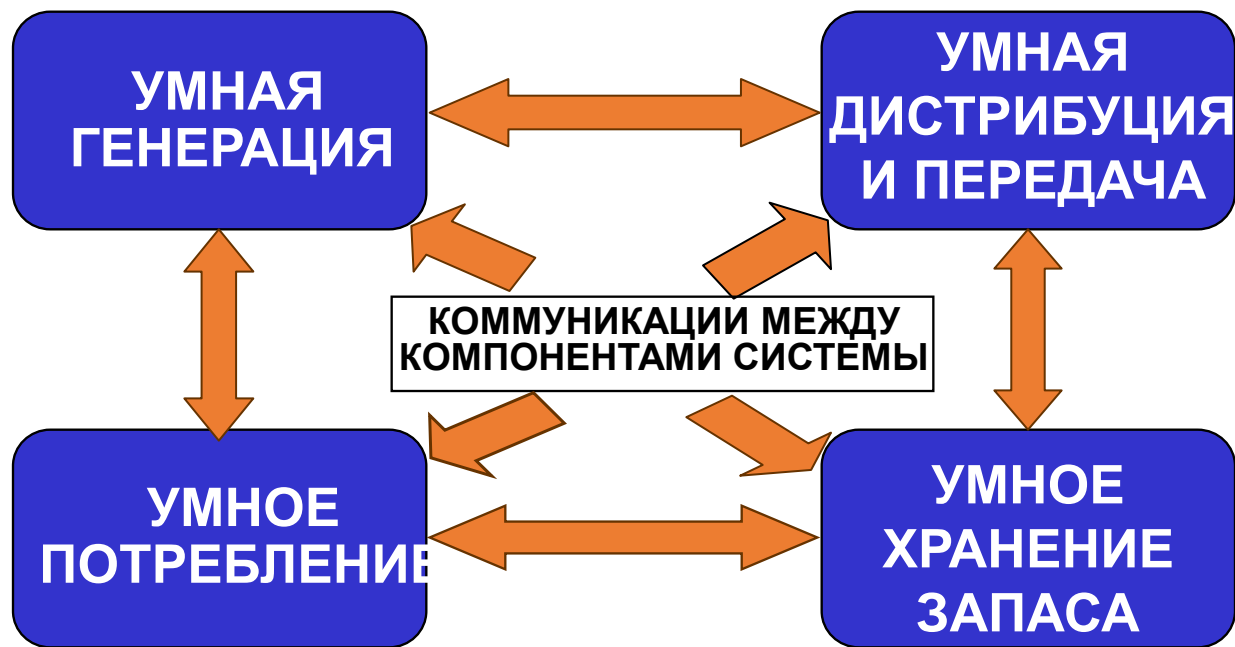 УМНАЯ
ГЕНЕРАЦИЯ
УМНАЯ
ДИСТРИБУЦИЯ
И ПЕРЕДАЧА
КОММУНИКАЦИИ МЕЖДУ
КОМПОНЕНТАМИ СИСТЕМЫ
УМНОЕ
ПОТРЕБЛЕНИЕ
УМНОЕ
ХРАНЕНИЕ
ЗАПАСА